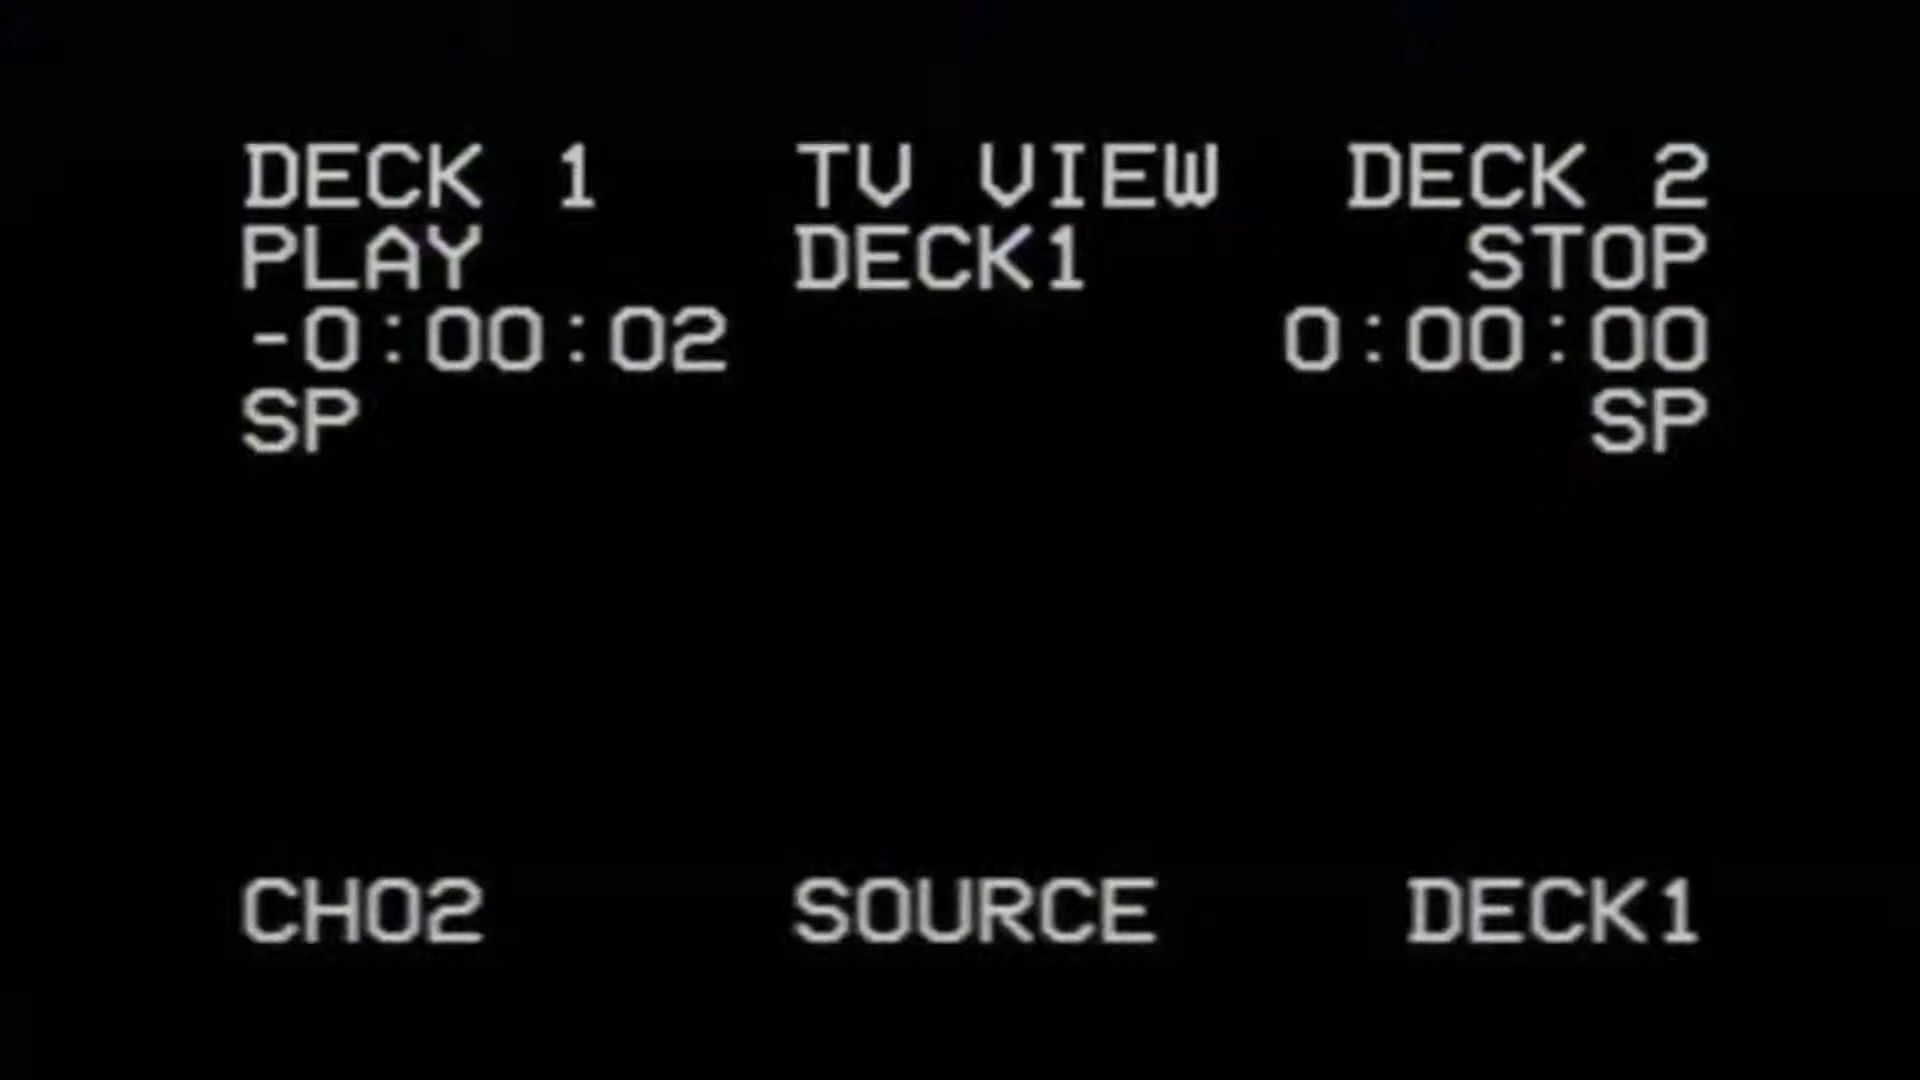 DECK 1 TV VIEW DECK 2
PLAY DECK1 STOP
-0:00:02 0:00:00
SP SP
CH02 SOURCE DECK1